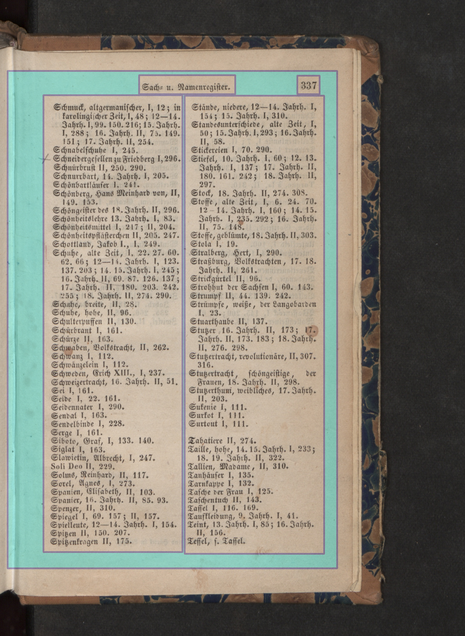 Sach- u. Namenregister.
337
Schmuck, altgermanischer, I, 12; in
karolingischer Zeit, I, 48; 12—14.
Jahrh. I, 99. 150. 216; 15. Jahrh.
I, 288; 16. Jahrh. II, 75. 149.
151; 17. Jahrh. II, 254.
Schnabelschuhe I, 245.
Schneidergesellen zu Friedberg I, 296.
Schnürbrust II, 250. 290.
Schnurrbart, 14. Jahrh. I, 205.
Schönbartläufer I, 241.
Schönberg, Hans Meinhard von, II,
149. 153.
Schöngeister des 18. Jahrh. II, 296.
Schönheitslehre 13. Jahrh. I, 83.
Schönheitsmittel I, 217; II, 204.
Schönheitspflästerchen II, 205. 247.
Schottland, Jakob I., I, 249.
Schuhe, alte Zeit, I, 22. 27. 60.
62. 66; 12—14. Jahrh. I, 123.
137. 203; 14. 15. Jahrh. I, 245;
16. Jahrh. II, 69. 87. 126. 137;
17. Jahrh. II, 180. 203. 242.
255; 18. Jahrh. II, 274. 290.
Schuhe, breite, II, 28.
Schuhe, hohe, II, 96.
Schulterpuffen II, 130.
Schürbrant I, 161.
Schürze II, 163.
Schwaben, Volkstracht, II, 262.
Schwanz I, 112.
Schwänzelein I, 112.
Schweden, Erich XIII., I, 237.
Schweizertracht, 16. Jahrh. II, 51.
Sei I, 161.
Seide I, 22. 161.
Seidennater I, 290.
Sendal I, 163.
Sendelbinde I, 228.
Serge I, 161.
Sibote, Graf, I, 133. 140.
Siglat I, 163.
Slawietin, Albrecht, I, 247.
Soli Deo II, 229.
Solms, Reinhard, II, 117.
Sorel, Agnes, I, 273.
Spanien, Elisabeth, II, 103.
Spanier, 16. Jahrh. II, 85. 93.
Spenzer, II, 310.
Spiegel I, 69. 157; II, 157.
Spielleute, 12—14. Jahrh. I, 154.
Spitzen II, 150. 207.
Spitzenkragen II, 175.
Stände, niedere, 12—14. Jahrh. I,
154; 15. Jahrh. I, 310.
Standesunterschiede, alte Zeit, I,
50; 15. Jahrh. I, 293; 16. Jahrh.
II, 58.
Stickereien I, 70. 290.
Stiefel, 10. Jahrh. I, 60; 12. 13.
Jahrh. I, 137; 17. Jahrh. II,
180. 161. 242; 18. Jahrh. II,
297.
Stock, 18. Jahrh. II, 274. 308.
Stoffe, alte Zeit, I, 6. 24. 70.
12—14. Jahrh. I, 160; 14. 15.
Jahrh. I, 235. 292; 16. Jahrh.
II, 75. 148.
Stoffe, geblümte, 18. Jahrh. II, 303.
Stola I, 19.
Stralberg, Hert, I, 290.
Straßburg, Volkstrachten, 17. 18.
Jahrh. II, 261.
Strickgürtel II, 96.
Strohhut der Sachsen I, 60. 143.
Strumpf II, 44. 139. 242.
Strümpfe, weiße, der Langobarden
I, 23.
Stuarthaube II, 137.
Stutzer 16. Jahrh. II, 173; 17.
Jahrh. II, 173. 183; 18. Jahrh.
II, 276. 298.
Stutzertracht, revolutionäre, II, 307.
316.
Stutzertracht, schöngeistige, der
Frauen, 18. Jahrh. II, 298.
Stutzerthum, weibliches, 17. Jahrh.
II, 203.
Sukenie I, 111.
Surkot I, 111.
Surtout I, 111.
Tabatiere II, 274.
Taille, hohe, 14. 15. Jahrh. I, 233;
18. 19. Jahrh. II, 322.
Tallien, Madame, II, 310.
Tanhäuser I, 135.
Tarnkappe I, 132.
Tasche der Frau I, 125.
Taschentuch II, 143.
Tassel I, 116. 169.
Taufkleidung, 9. Jahrh. I, 41.
Teint, 13. Jahrh. I, 85; 16. Jahrh.
II, 156.
Tessel, s. Tassel.